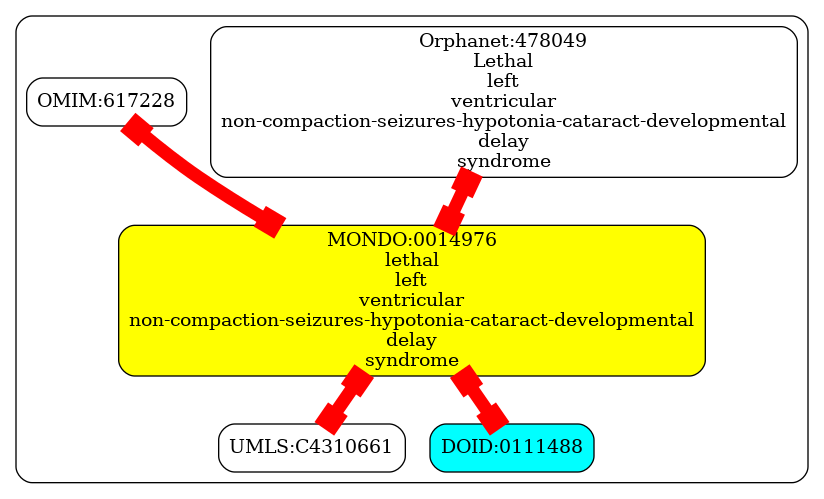 Orphanet:478049
Lethal
left
ventricular
non-compaction-seizures-hypotonia-cataract-developmental
delay
syndrome
OMIM:617228
MONDO:0014976
lethal
left
ventricular
non-compaction-seizures-hypotonia-cataract-developmental
delay
syndrome
UMLS:C4310661
DOID:0111488